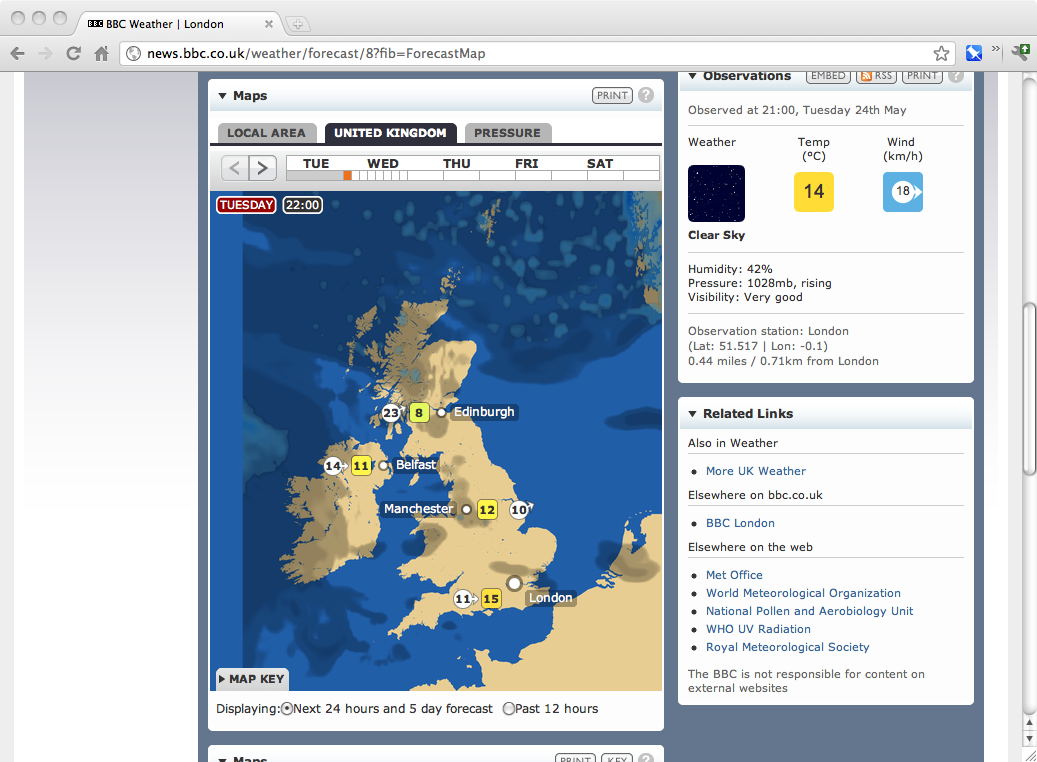 BBC BBC Weather | London
news.bbc.co.uk/weather/forecast/8?fib=ForecastMap
Maps PRINT ?
LOCAL AREA UNITED KINGDOM PRESSURE
TUE WED THU FRI SAT
TUESDAY 22:00
23 8 Edinburgh
14 11 Belfast
Manchester 12 10
11 15 London
MAP KEY
Displaying: Next 24 hours and 5 day forecast Past 12 hours
Maps PRINT KEY ?
Observations EMBED RSS PRINT ?
Observed at 21:00, Tuesday 24th May
Weather Temp Wind
(°C) (km/h)
14 18
Clear Sky
Humidity: 42%
Pressure: 1028mb, rising
Visibility: Very good
Observation station: London
(Lat: 51.517 | Lon: -0.1)
0.44 miles / 0.71km from London
Related Links
Also in Weather
More UK Weather
Elsewhere on bbc.co.uk
BBC London
Elsewhere on the web
Met Office
World Meteorological Organization
National Pollen and Aerobiology Unit
WHO UV Radiation
Royal Meteorological Society
The BBC is not responsible for content on
external websites